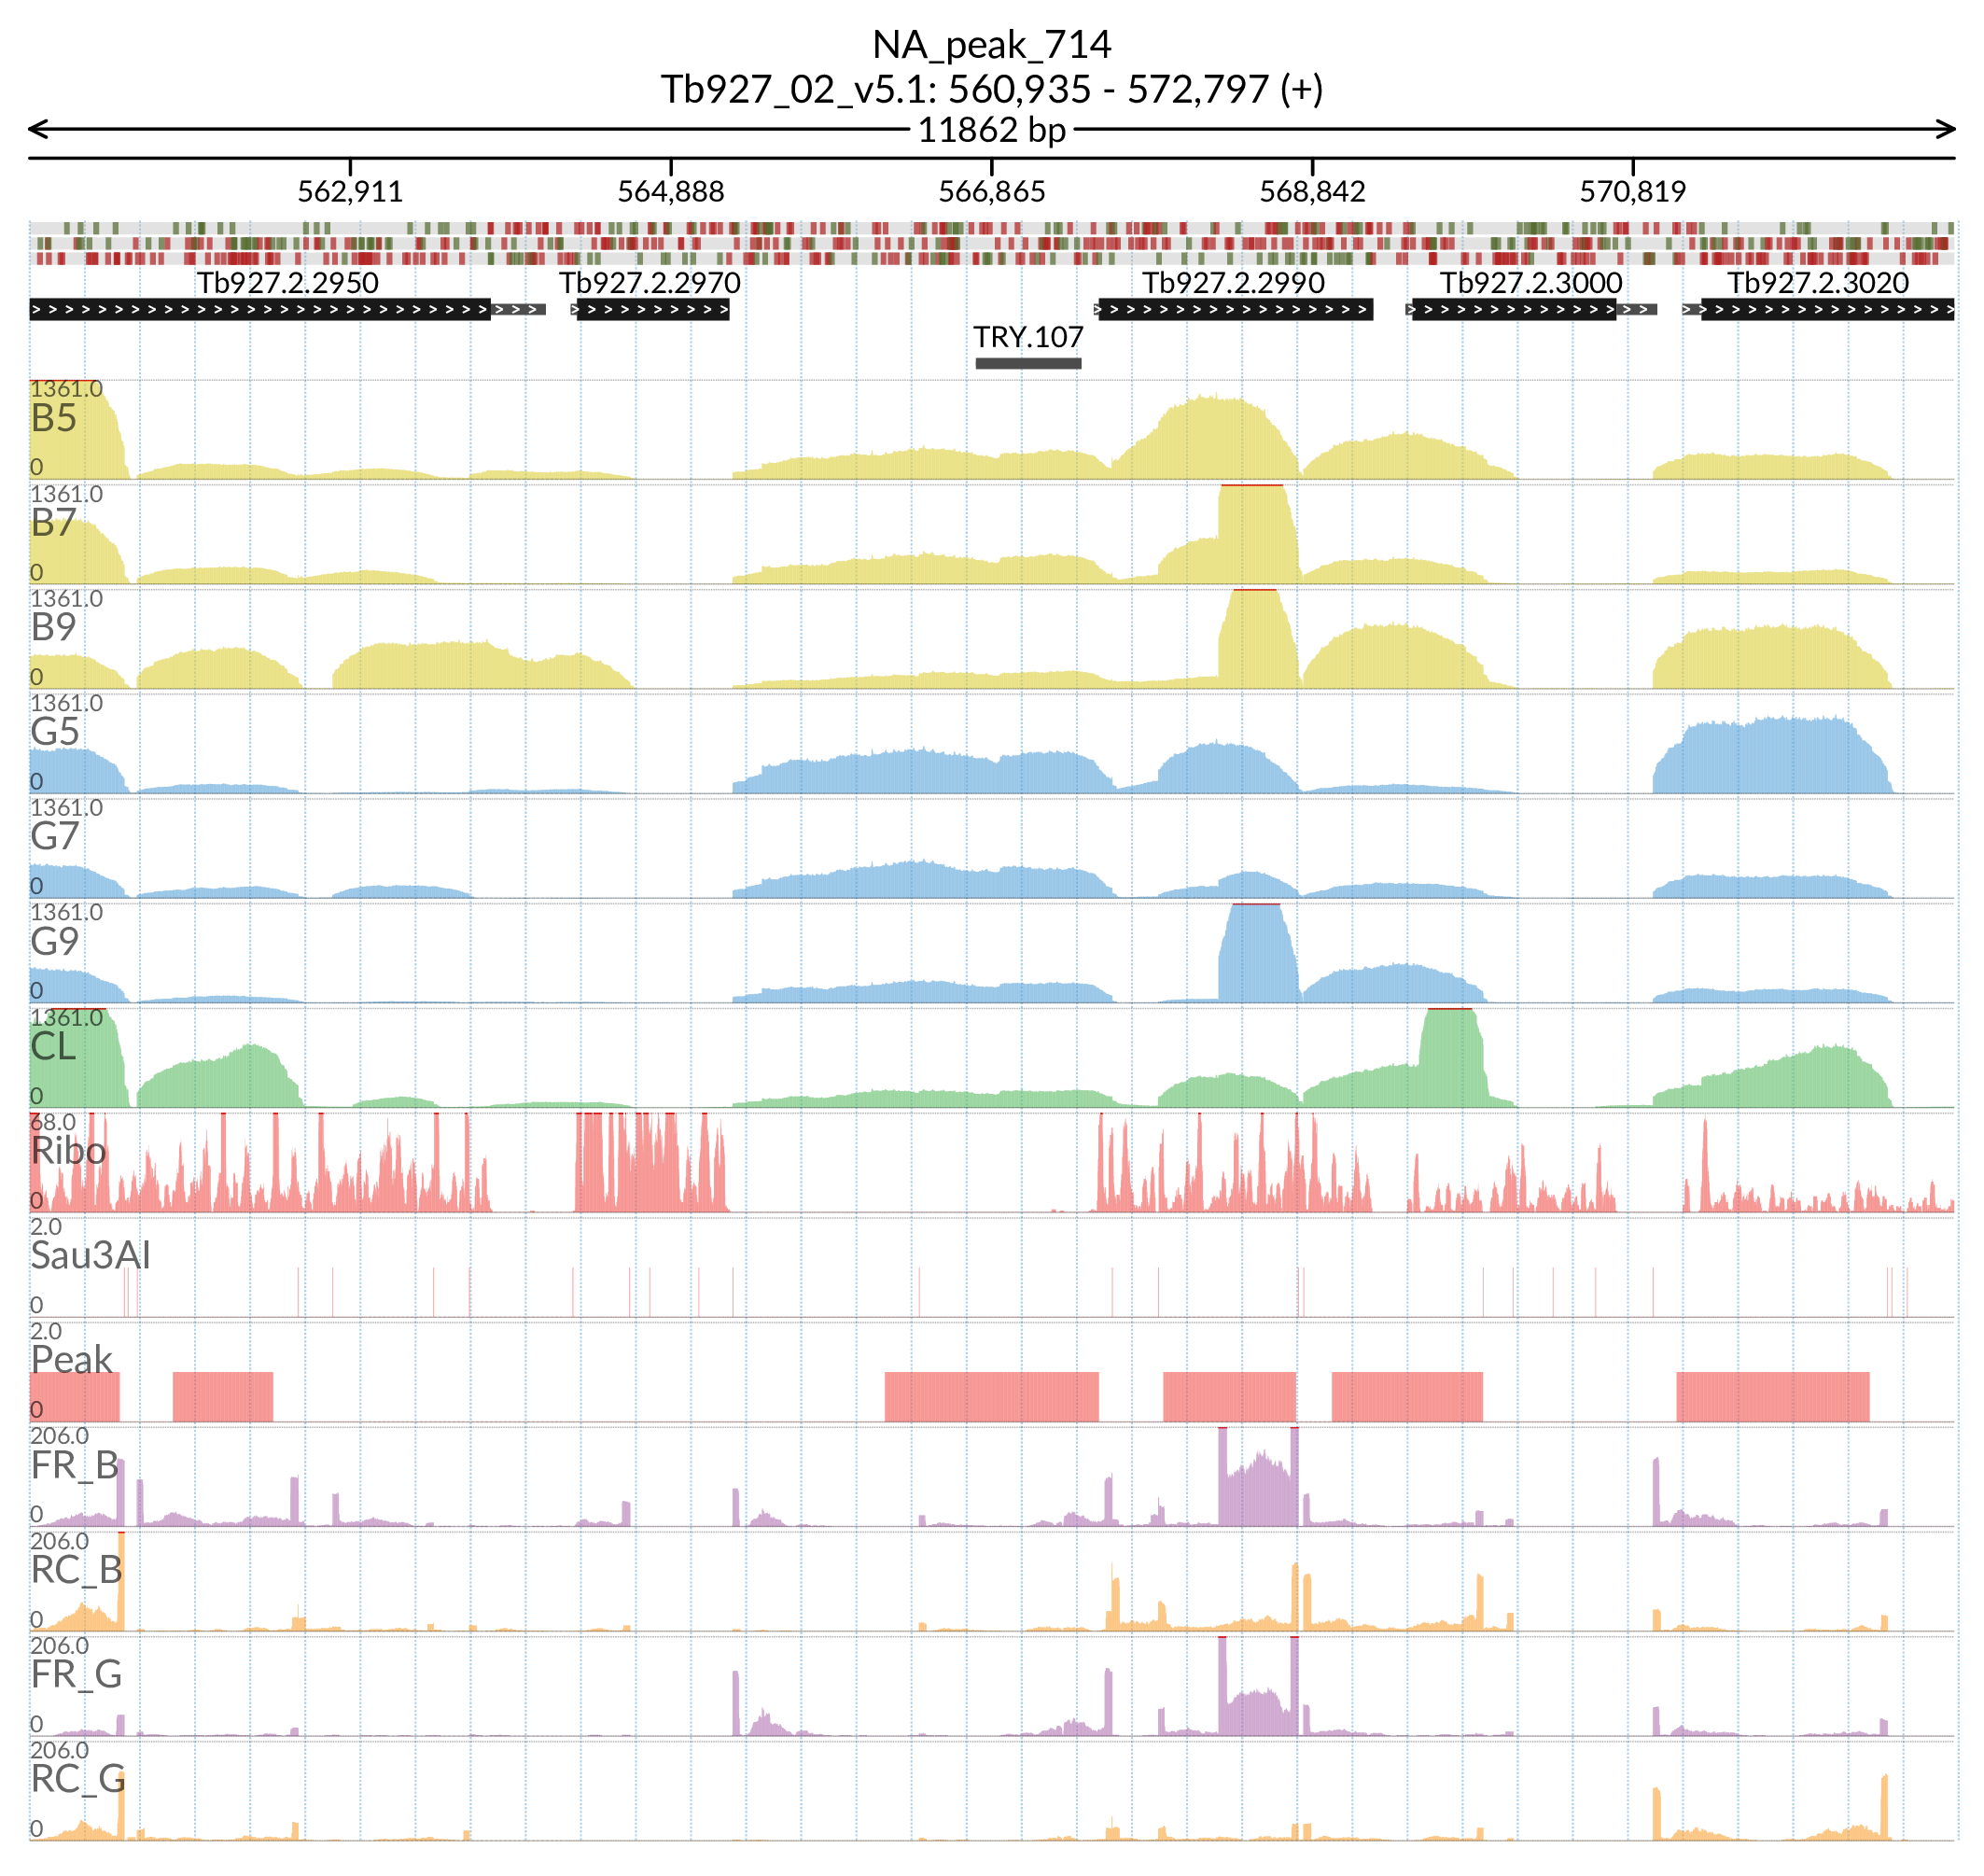 NA_peak_714
Tb927_02_v5.1: 560,935 - 572,797 (+)
11862 bp
562,911 564,888 566,865 568,842 570,819
Tb927.2.2950 Tb927.2.2970 Tb927.2.2990 Tb927.2.3000 Tb927.2.3020
TRY.107
1361.0
B5
0
1361.0
B7
0
1361.0
B9
0
1361.0
G5
0
1361.0
G7
0
1361.0
G9
0
1361.0
CL
0
68.0
Ribo
0
2.0
Sau3AI
0
2.0
Peak
0
206.0
FR_B
0
206.0
RC_B
0
206.0
FR_G
0
206.0
RC_G
0